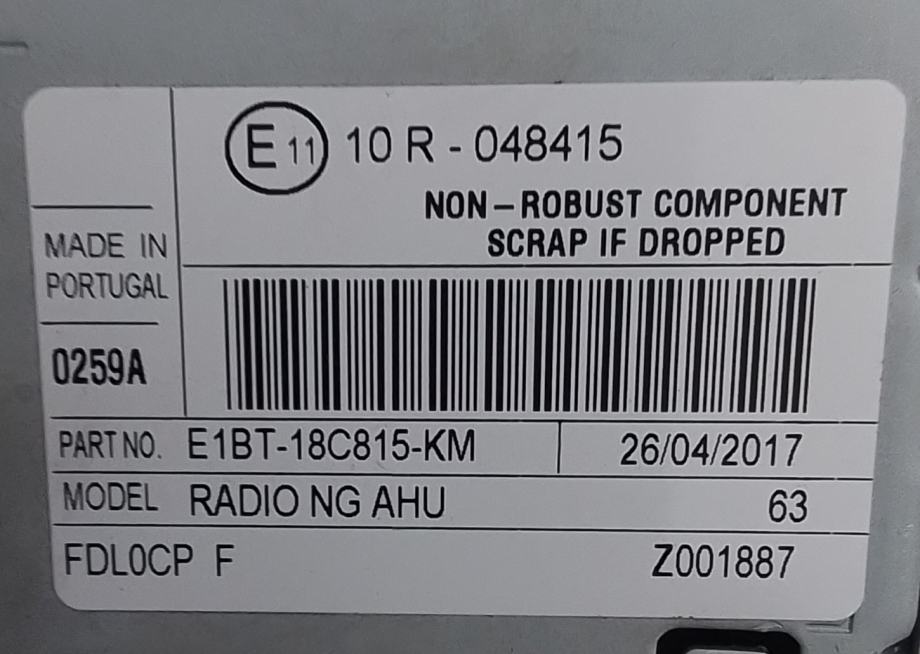 E 11 10 R - 048415
NON-ROBUST COMPONENT
SCRAP IF DROPPED
MADE IN
PORTUGAL
0259A
PART NO. E1BT-18C815-KM 26/04/2017
MODEL RADIO NG AHU 63
FDL0CP F Z001887